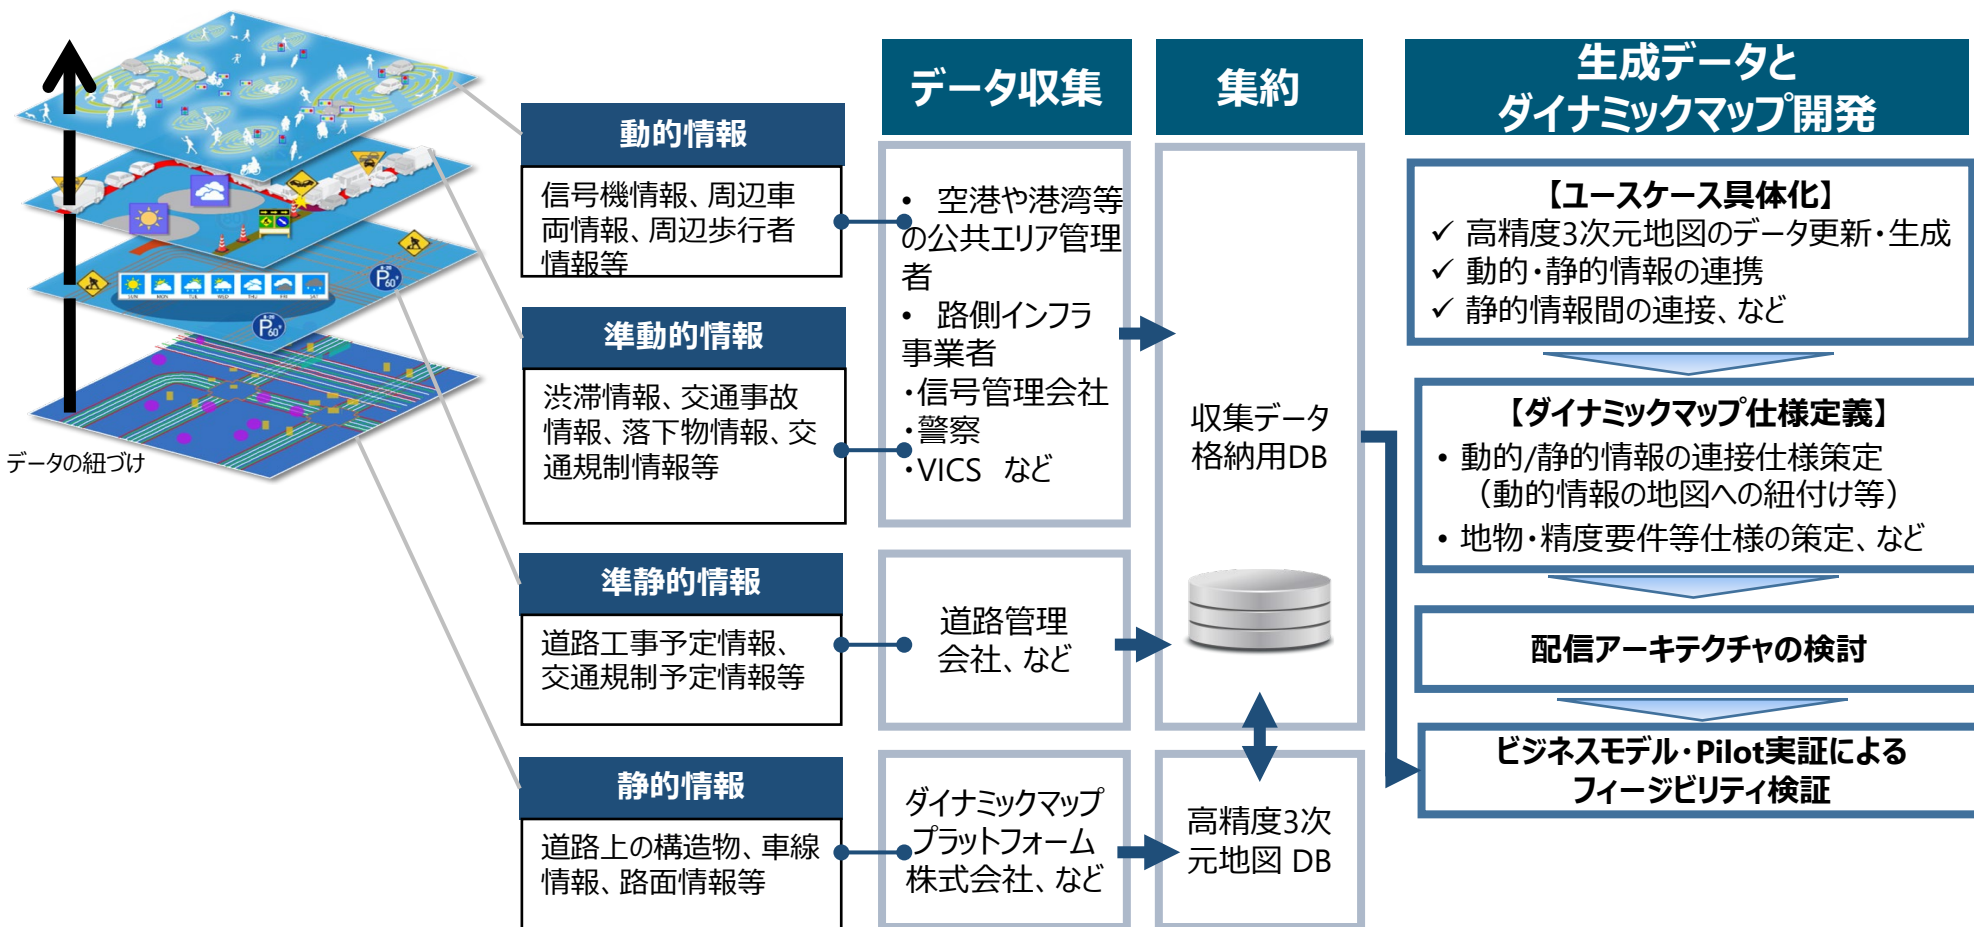 データの紐づけ
SUN MON TUE WED THU FRI SAT
動的情報
信号機情報、周辺車
両情報、周辺歩行者
情報等
準動的情報
渋滞情報、交通事故
情報、落下物情報、交
通規制情報等
準静的情報
道路工事予定情報、
交通規制予定情報等
静的情報
道路上の構造物、車線
情報、路面情報等
データ収集
• 空港や港湾等
の公共エリア管理
者
• 路側インフラ
事業者
・信号管理会社
・警察
・VICS など
道路管理
会社、など
ダイナミックマップ
プラットフォーム
株式会社、など
集約
収集データ
格納用DB
高精度3次
元地図 DB
生成データと
ダイナミックマップ開発
【ユースケース具体化】
✓ 高精度3次元地図のデータ更新・生成
✓ 動的・静的情報の連携
✓ 静的情報間の連接、など
【ダイナミックマップ仕様定義】
• 動的/静的情報の連接仕様策定
（動的情報の地図への紐付け等）
• 地物・精度要件等仕様の策定、など
配信アーキテクチャの検討
ビジネスモデル・Pilot実証による
フィージビリティ検証